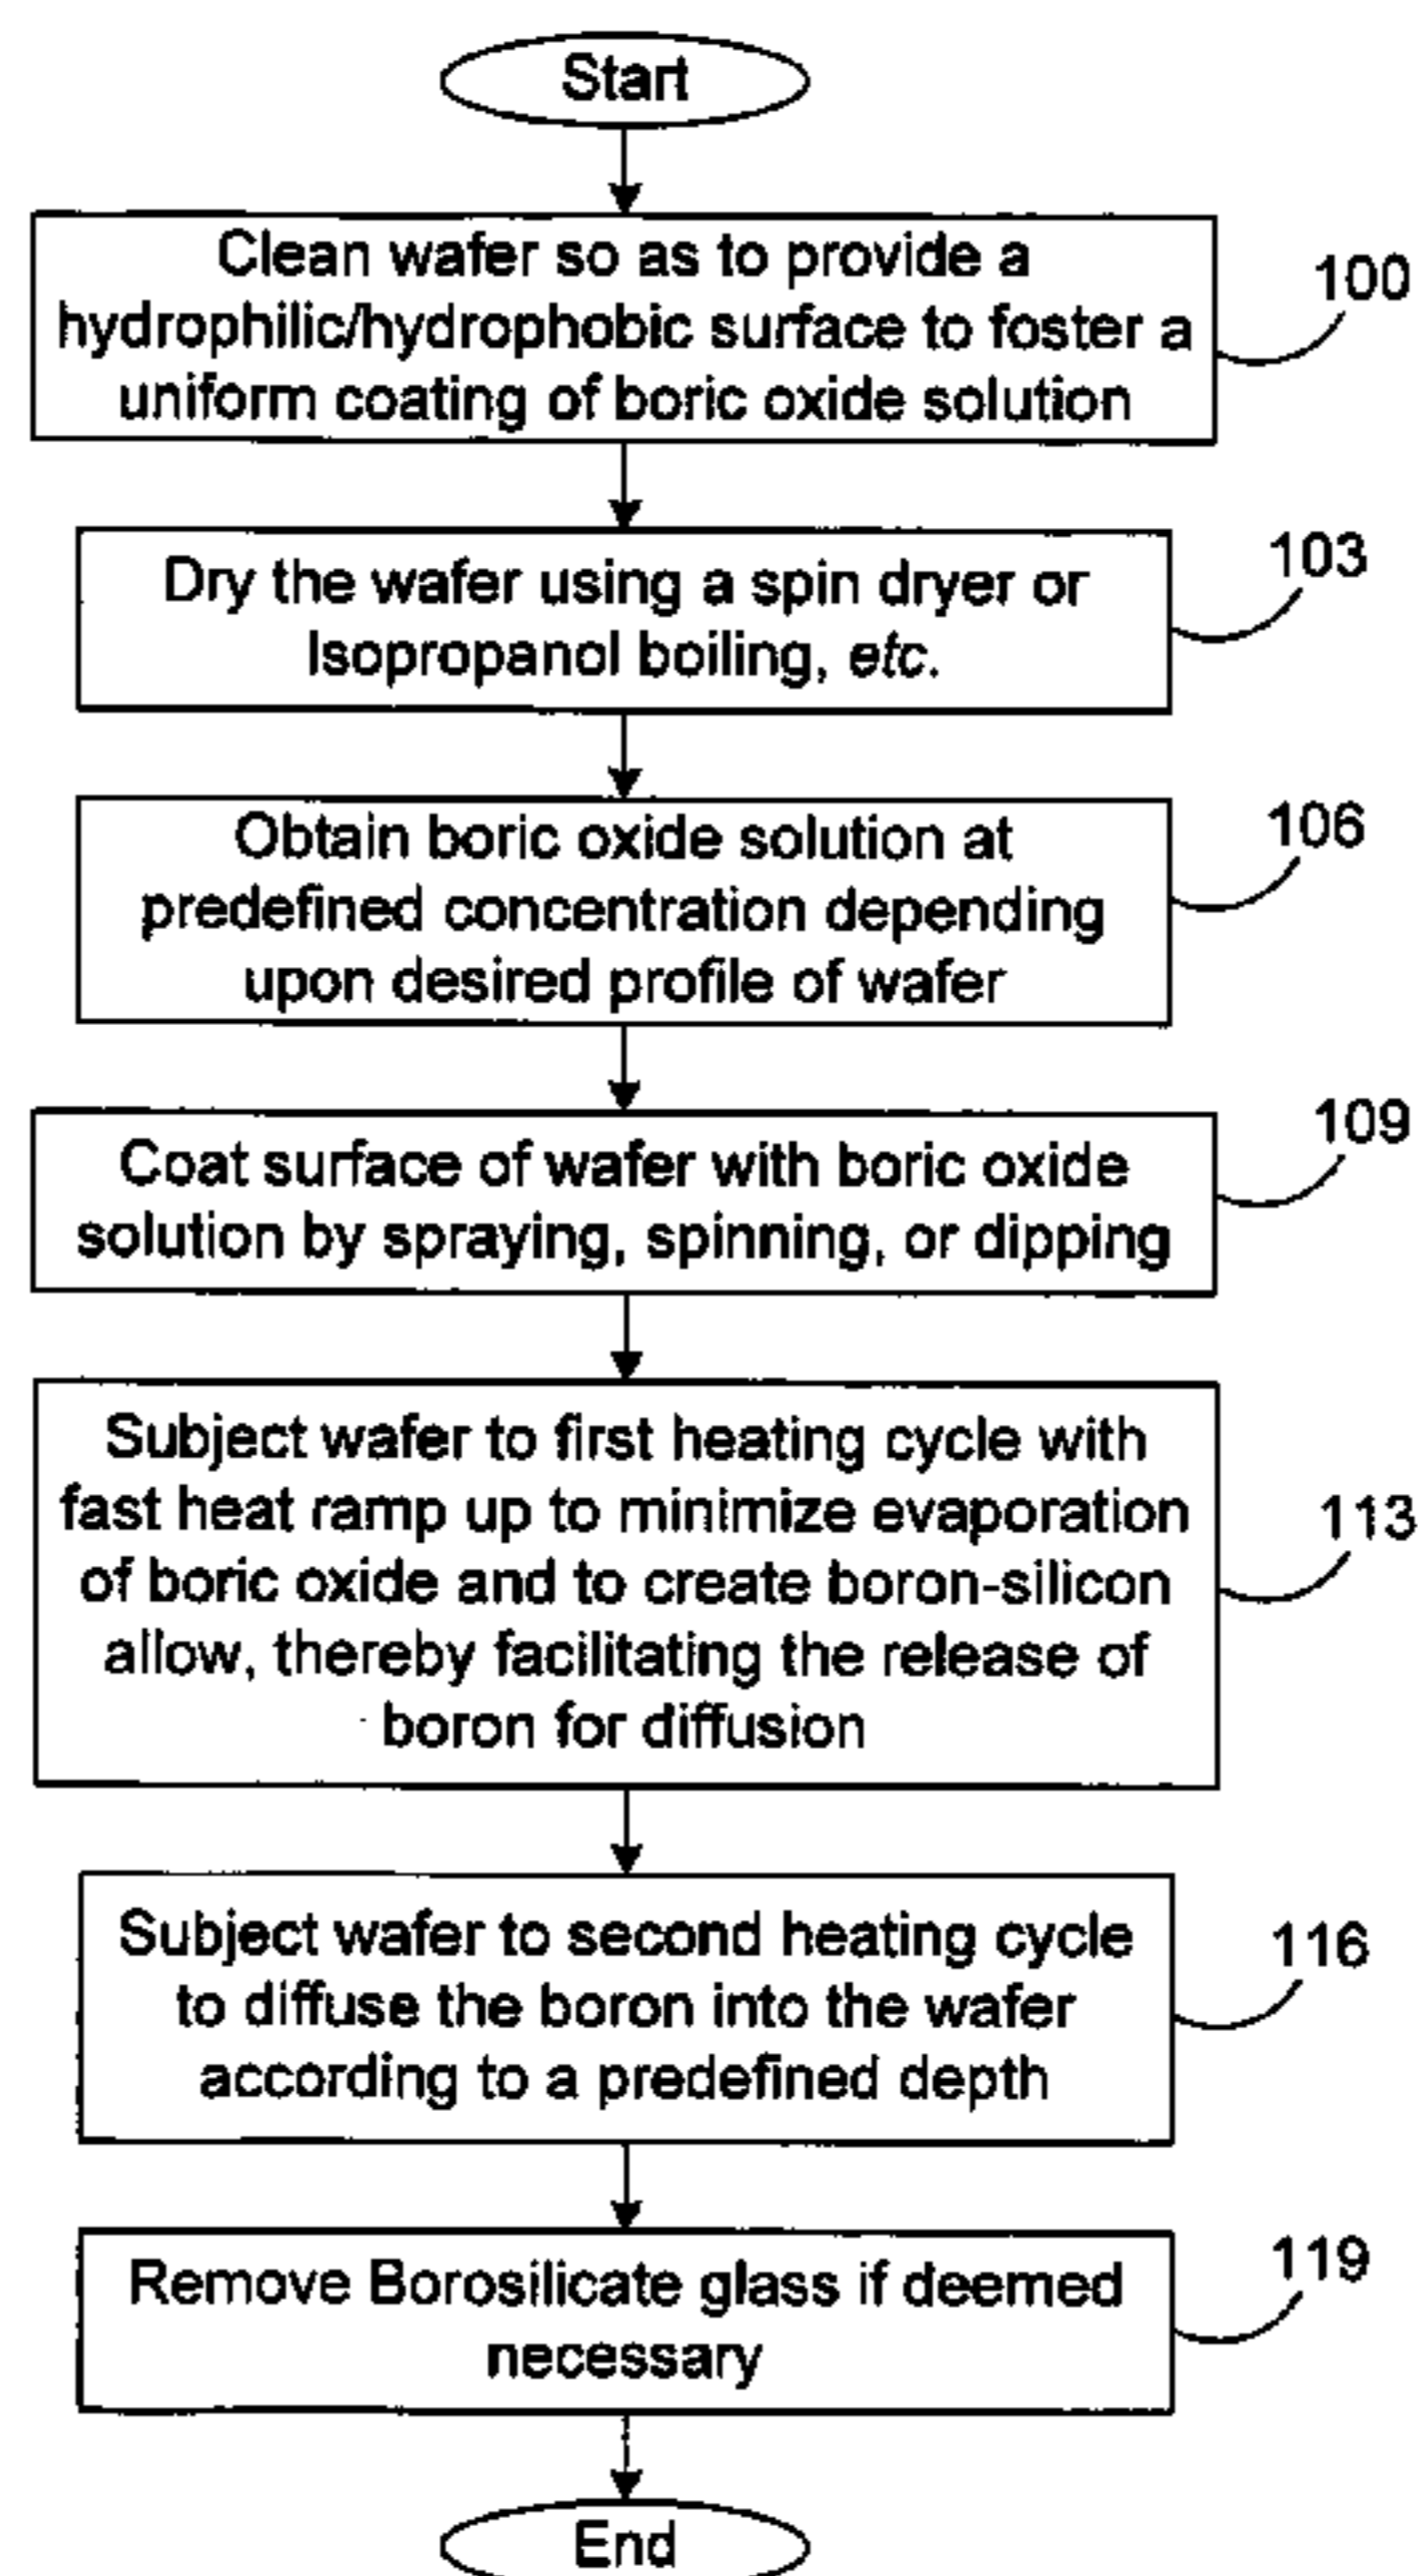 Start
Clean wafer so as to provide a
hydrophilic/hydrophobic surface to foster a
uniform coating of boric oxide solution
100
Dry the wafer using a spin dryer or
Isopropanol boiling, etc.
103
Obtain boric oxide solution at
predefined concentration depending
upon desired profile of wafer
106
Coat surface of wafer with boric oxide
solution by spraying, spinning, or dipping
109
Subject wafer to first heating cycle with
fast heat ramp up to minimize evaporation
of boric oxide and to create boron-silicon
allow, thereby facilitating the release of
boron for diffusion
113
Subject wafer to second heating cycle
to diffuse the boron into the wafer
according to a predefined depth
116
Remove Borosilicate glass if deemed
necessary
119
End